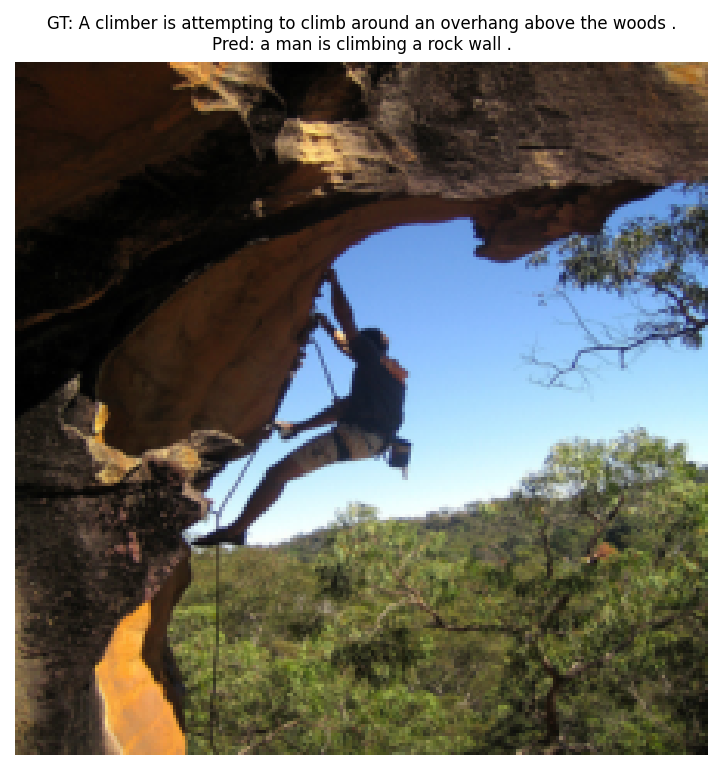 GT: A climber is attempting to climb around an overhang above the woods .
Pred: a man is climbing a rock wall .